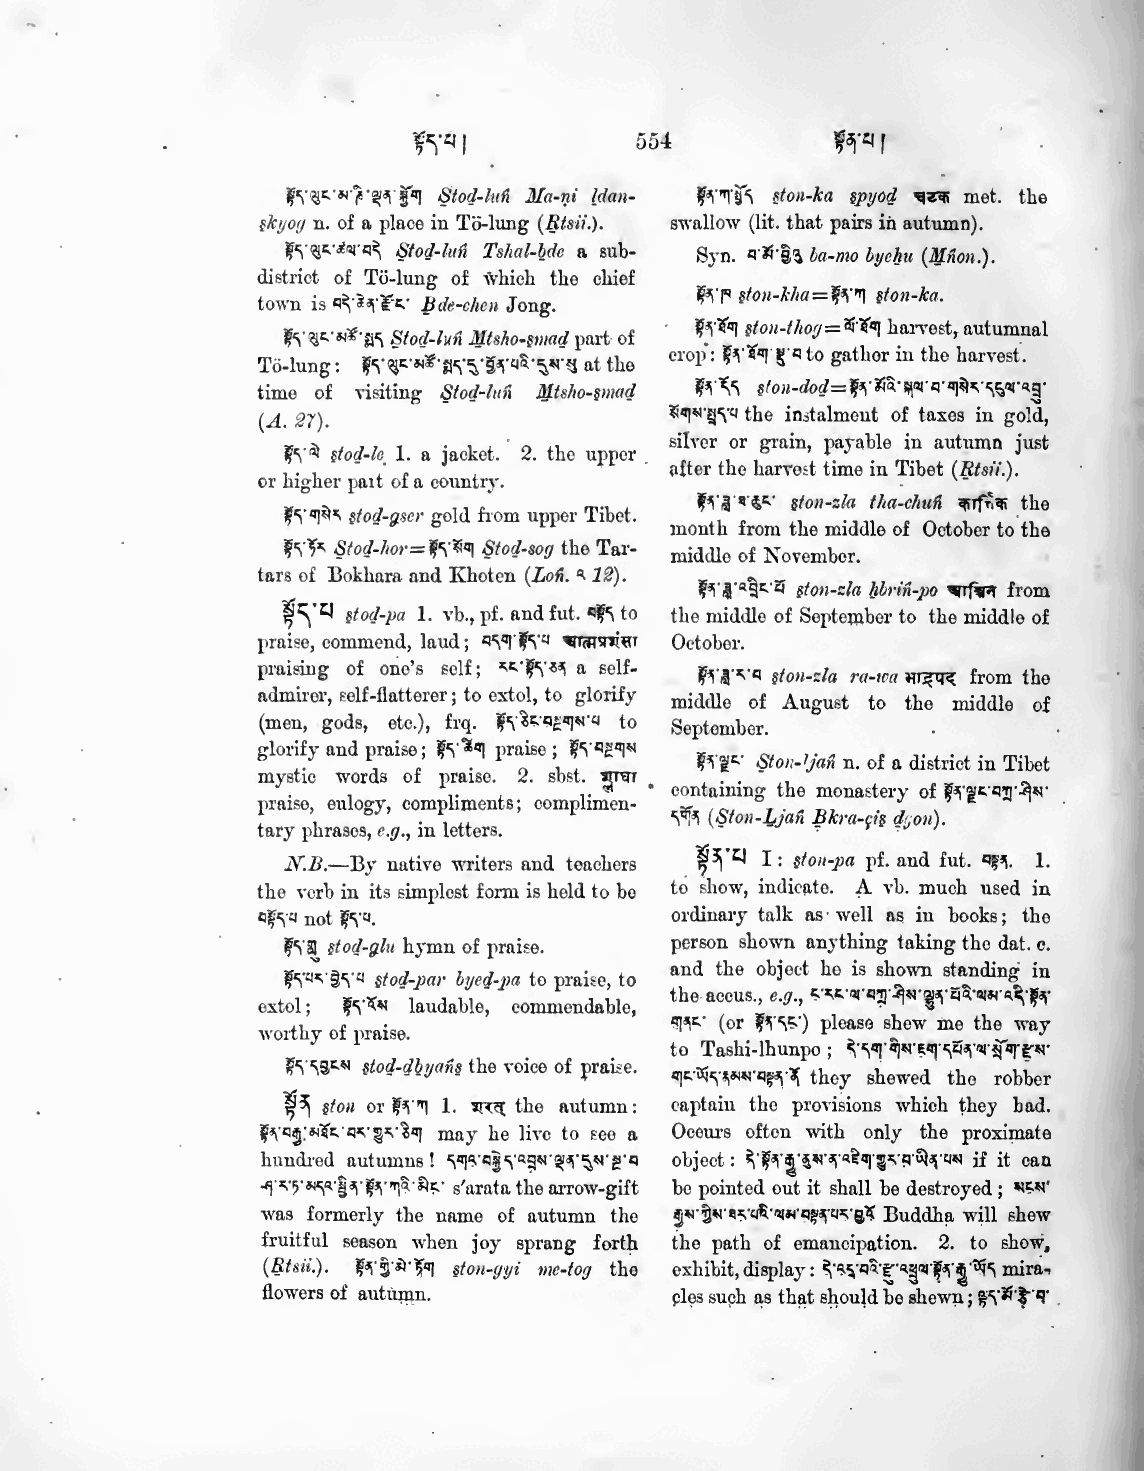 སྟོད་པ།
554
སྟོན་པ།
སྟོད་ལུང་མ་ཎི་ལྡན་སྐྱོག Stod-luṅ Ma-ṇi ldan-
skyog n. of a place in Tö-lung (Rtsii.).
སྟོད་ལུང་ཚལ་བདེ Stod-luṅ Tshal-bde a sub-
district of Tö-lung of which the chief
town is བདེ་ཆེན་རྫོང་ Bde-chen Jong.
སྟོད་ལུང་མཚོ་སྨད Stod-luṅ Mtsho-smad part of
Tö-lung: སྟོད་ལུང་མཚོ་སྨད་དུ་བྱོན་པའི་དུས་སུ at the
time of visiting Stod-luṅ Mtsho-smad
(A. 27).
སྟོད་ལེ stod-le 1. a jacket. 2. the upper
or higher part of a country.
སྟོད་གསེར stod-gser gold from upper Tibet.
སྟོད་ཧོར Stod-hor=སྟོད་སོག Stod-sog the Tar-
tars of Bokhara and Khoten (Loṅ. ༢ 12).
སྟོད་པ stod-pa 1. vb., pf. and fut. བསྟོད to
praise, commend, laud; བདག་སྟོད་པ आत्मप्रशंसा
praising of one's self; རང་སྟོད་ཅན a self-
admirer, self-flatterer; to extol, to glorify
(men, gods, etc.), frq. སྟོད་ཅིང་བསྔགས་པ to
glorify and praise; སྟོད་ཚིག praise; སྟོད་བསྔགས
mystic words of praise. 2. sbst. श्लाघा
praise, eulogy, compliments; complimen-
tary phrases, e.g., in letters.
N.B.—By native writers and teachers
the verb in its simplest form is held to be
བསྟོད་པ not སྟོད་པ.
སྟོད་གླུ stod-glu hymn of praise.
སྟོད་པར་བྱེད་པ stod-par byed-pa to praise, to
extol; སྟོད་འོས laudable, commendable,
worthy of praise.
སྟོད་དབྱངས stod-dbyaṅs the voice of praise.
སྟོན ston or སྟོན་ཀ 1. शरत् the autumn:
སྟོན་བརྒྱ་མཐོང་བར་གྱུར་ཅིག may he live to see a
hundred autumns! དགའ་བསྐྱེད་འབྲས་ལྡན་དུས་སྔ་བ
ཤ་ར་ཏ་མདའ་སྦྱིན་སྟོན་ཀའི་མིང་ s'arata the arrow-gift
was formerly the name of autumn the
fruitful season when joy sprang forth
(Rtsii.). སྟོན་གྱི་མེ་ཏོག ston-gyi me-tog the
flowers of autumn.
སྟོན་ཀ་སྤྱོད ston-ka spyod चटक met. the
swallow (lit. that pairs in autumn).
Syn. བ་མོ་བྱེའུ ba-mo byehu (Mṅon.).
སྟོན་ཁ ston-kha=སྟོན་ཀ ston-ka.
སྟོན་ཐོག ston-thog=ལོ་ཐོག harvest, autumnal
crop: སྟོན་ཐོག་སྡུ་བ to gather in the harvest.
སྟོན་དོད ston-dod=སྟོན་མོའི་སྐལ་བ་གསེར་དངུལ་འབྲུ་
སོགས་སྤྲད་པ the instalment of taxes in gold,
silver or grain, payable in autumn just
after the harvest time in Tibet (Rtsii.).
སྟོན་ཟླ་ཐ་ཆུང་ ston-zla tha-chuṅ कार्त्तिक the
month from the middle of October to the
middle of November.
སྟོན་ཟླ་འབྲིང་པོ ston-zla ḥbriṅ-po आश्विन from
the middle of September to the middle of
October.
སྟོན་ཟླ་ར་བ ston-zla ra-wa भाद्रपद from the
middle of August to the middle of
September.
སྟོན་ལྗང་ Ston-ljaṅ n. of a district in Tibet
containing the monastery of སྟོན་ལྗང་བཀྲ་ཤིས་
དགོན (Ston-Ljaṅ Bkra-çis dgon).
སྟོན་པ I: ston-pa pf. and fut. བསྟན. 1.
to show, indicate. A vb. much used in
ordinary talk as well as in books; the
person shown anything taking the dat. c.
and the object he is shown standing in
the accus., e.g., ང་རང་ལ་བཀྲ་ཤིས་ལྷུན་པོའི་ལམ་འདི་སྟོན་
གནང་ (or སྟོན་དང་) please shew me the way
to Tashi-lhunpo; དེ་དག་གིས་ཇག་དཔོན་ལ་སྤོག་རྫས་
གང་ཡོད་རྣམས་བསྟན་ནོ they shewed the robber
captain the provisions which they had.
Occurs often with only the proximate
object: དེ་སྟོན་རྒྱུ་ནུས་ན་འཇིག་གྱུར་བ་ཡིན་པས if it can
be pointed out it shall be destroyed; སངས་
རྒྱས་ཀྱིས་ཐར་པའི་ལམ་བསྟན་པར་བྱའོ Buddha will shew
the path of emancipation. 2. to show,
exhibit, display: དེ་འདྲ་བའི་རྫུ་འཕྲུལ་སྟོན་རྒྱུ་ཡོད mira-
cles such as that should be shewn; ལྟད་མོ་རྩེ་བ་